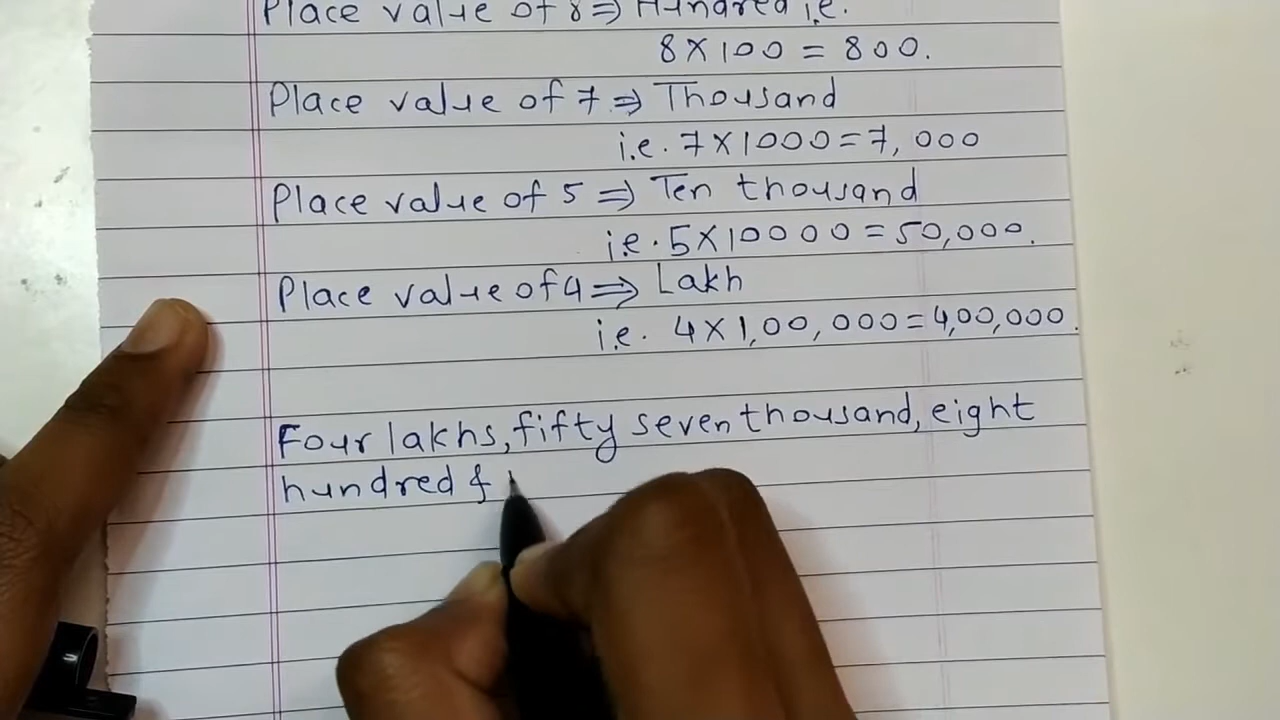 Place value of 8 ⇒ Hundred i.e.
8 × 100 = 800.
Place value of 7 ⇒ Thousand
i.e. 7 × 1000 = 7,000
Place value of 5 ⇒ Ten thousand
i.e. 5 × 10000 = 50,000.
Place value of 4 ⇒ Lakh
i.e. 4 × 1,00,000 = 4,00,000.
Four lakhs, fifty seven thousand, eight
hundred &